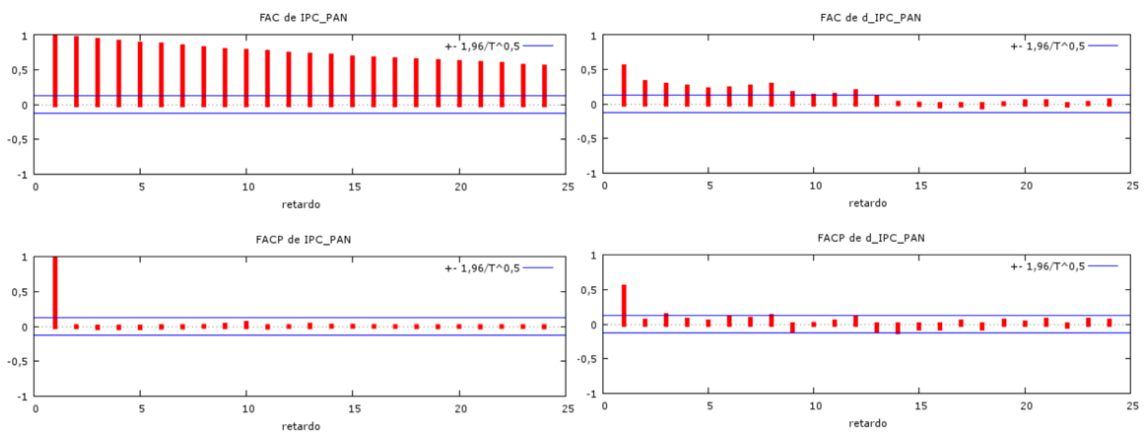 FAC de IPC_PAN
+- 1,96/T^0,5
1
0,5
0
-0,5
-1
0 5 10 15 20 25
retardo
FAC de d_IPC_PAN
+- 1,96/T^0,5
1
0,5
0
-0,5
-1
0 5 10 15 20 25
retardo
FACP de IPC_PAN
+- 1,96/T^0,5
1
0,5
0
-0,5
-1
0 5 10 15 20 25
retardo
FACP de d_IPC_PAN
+- 1,96/T^0,5
1
0,5
0
-0,5
-1
0 5 10 15 20 25
retardo